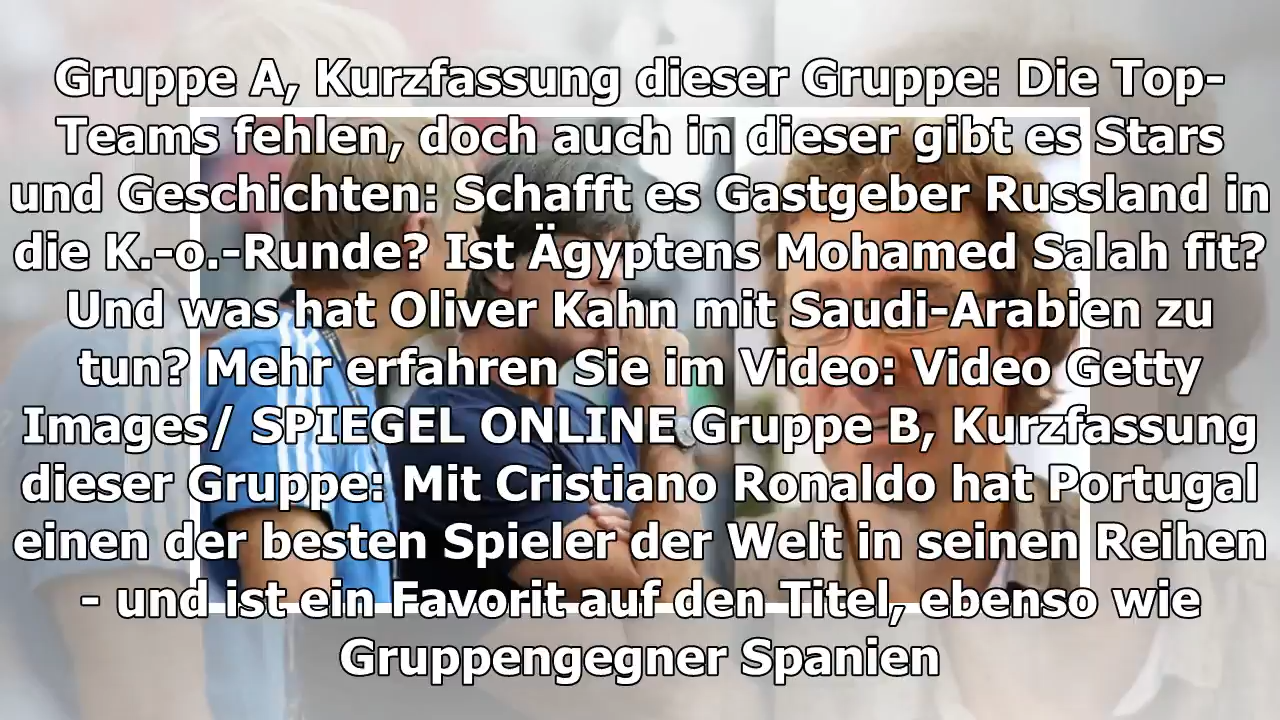 Gruppe A, Kurzfassung dieser Gruppe: Die Top-
Teams fehlen, doch auch in dieser gibt es Stars
und Geschichten: Schafft es Gastgeber Russland in
die K.-o.-Runde? Ist Ägyptens Mohamed Salah fit?
Und was hat Oliver Kahn mit Saudi-Arabien zu
tun? Mehr erfahren Sie im Video: Video Getty
Images/ SPIEGEL ONLINE Gruppe B, Kurzfassung
dieser Gruppe: Mit Cristiano Ronaldo hat Portugal
einen der besten Spieler der Welt in seinen Reihen
- und ist ein Favorit auf den Titel, ebenso wie
Gruppengegner Spanien